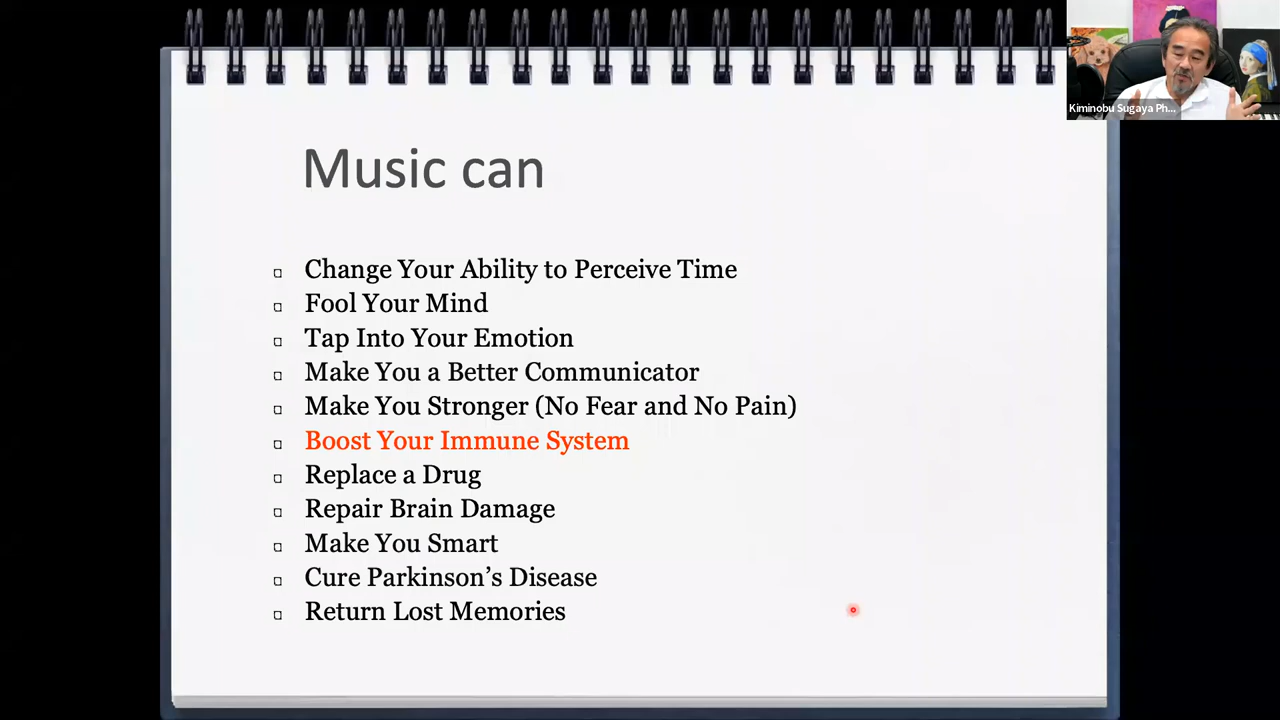 Music can
Kiminobu Sugaya Ph...
Change Your Ability to Perceive Time
Fool Your Mind
Tap Into Your Emotion
Make You a Better Communicator
Make You Stronger (No Fear and No Pain)
Boost Your Immune System
Replace a Drug
Repair Brain Damage
Make You Smart
Cure Parkinson’s Disease
Return Lost Memories